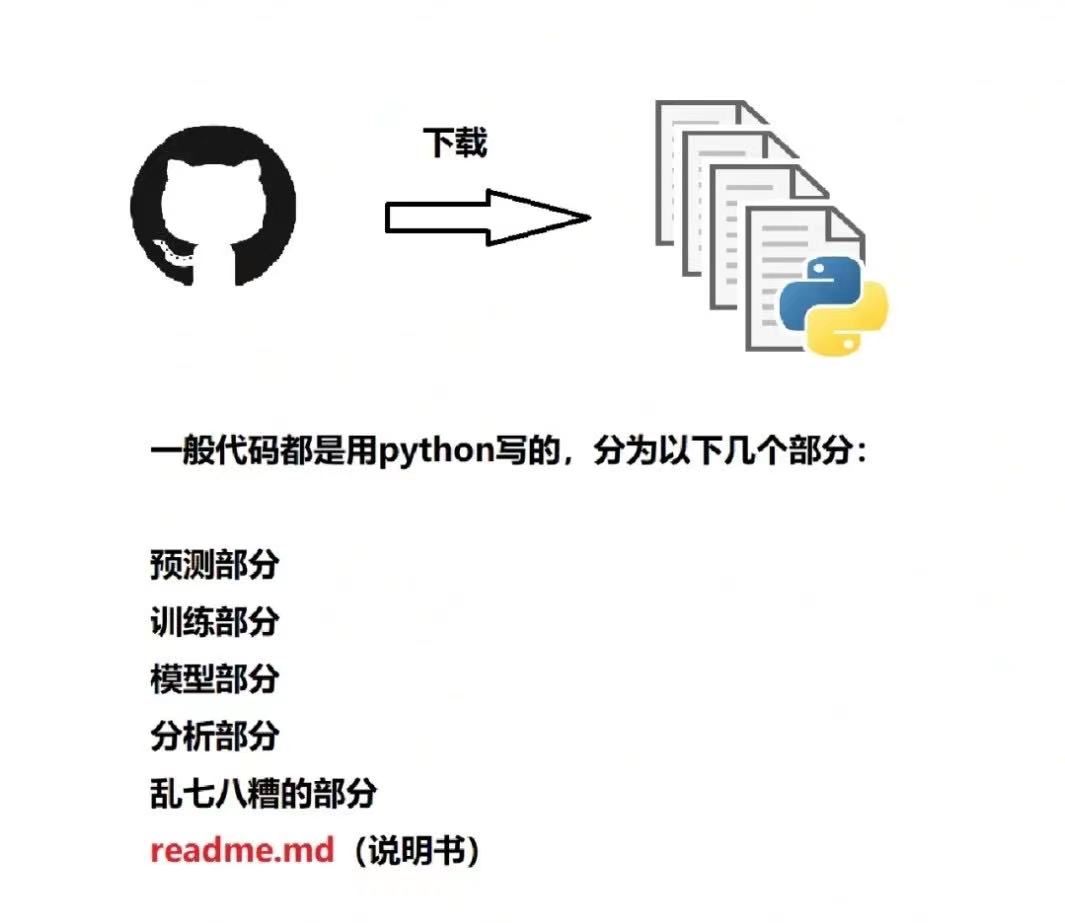 下载
一般代码都是用python写的，分为以下几个部分：
预测部分
训练部分
模型部分
分析部分
乱七八糟的部分
readme.md（说明书）